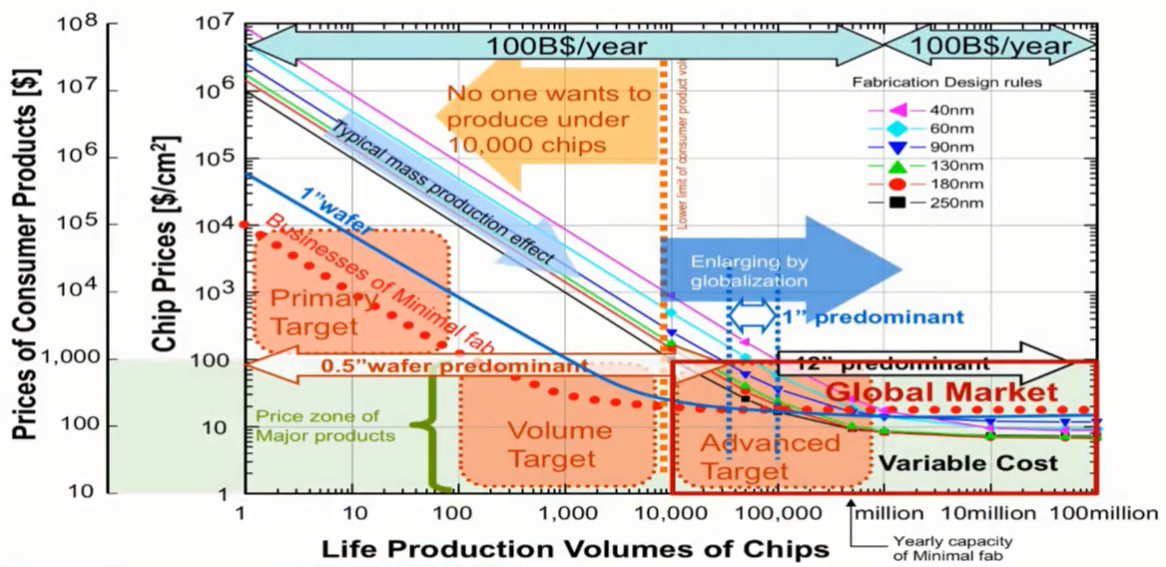 100B$/year
100B$/year
Prices of Consumer Products [$]
10⁸
10⁷
10⁶
10⁵
10⁴
1,000
100
10
Chip Prices [$/cm²]
10⁷
10⁶
10⁵
10⁴
10³
100
10
1
No one wants to
produce under
10,000 chips
Lower limit of consumer product
Fabrication Design rules
40nm
60nm
90nm
130nm
180nm
250nm
Typical mass production effect
1"wafer
Businesses of Minimal fab
Primary
Target
Enlarging by
globalization
1" predominant
0.5"wafer predominant
12" predominant
Global Market
Price zone of
Major products
Volume
Target
Advanced
Target
Variable Cost
1
10
100
1,000
10,000
100,000
million
10million
100million
Life Production Volumes of Chips
Yearly capacity
of Minimal fab